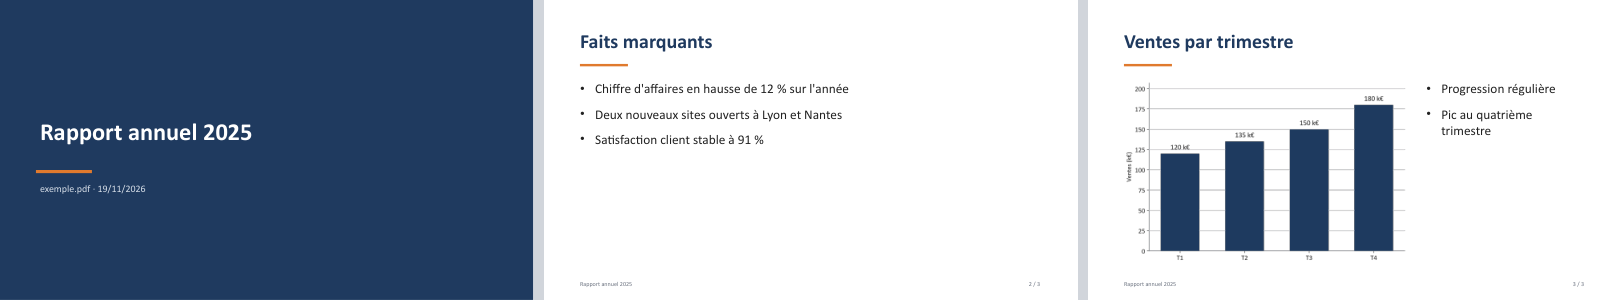 Rapport annuel 2025
exemple.pdf · 19/11/2026
Faits marquants
• Chiffre d'affaires en hausse de 12 % sur l'année
• Deux nouveaux sites ouverts à Lyon et Nantes
• Satisfaction client stable à 91 %
Rapport annuel 2025
2 / 3
Ventes par trimestre
Ventes (k€)
200
175
150
125
100
75
50
25
0
120 k€
135 k€
150 k€
180 k€
T1
T2
T3
T4
• Progression régulière
• Pic au quatrième
trimestre
Rapport annuel 2025
3 / 3